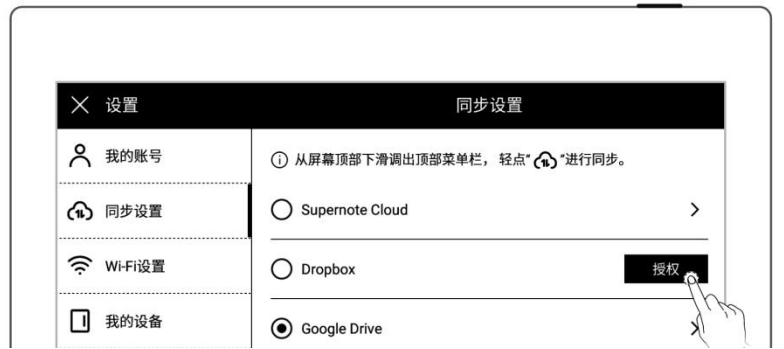 设置
同步设置
我的账号
同步设置
Wi-Fi设置
我的设备
从屏幕顶部下滑调出顶部菜单栏， 轻点“ ”进行同步。
Supernote Cloud
Dropbox
授权
Google Drive